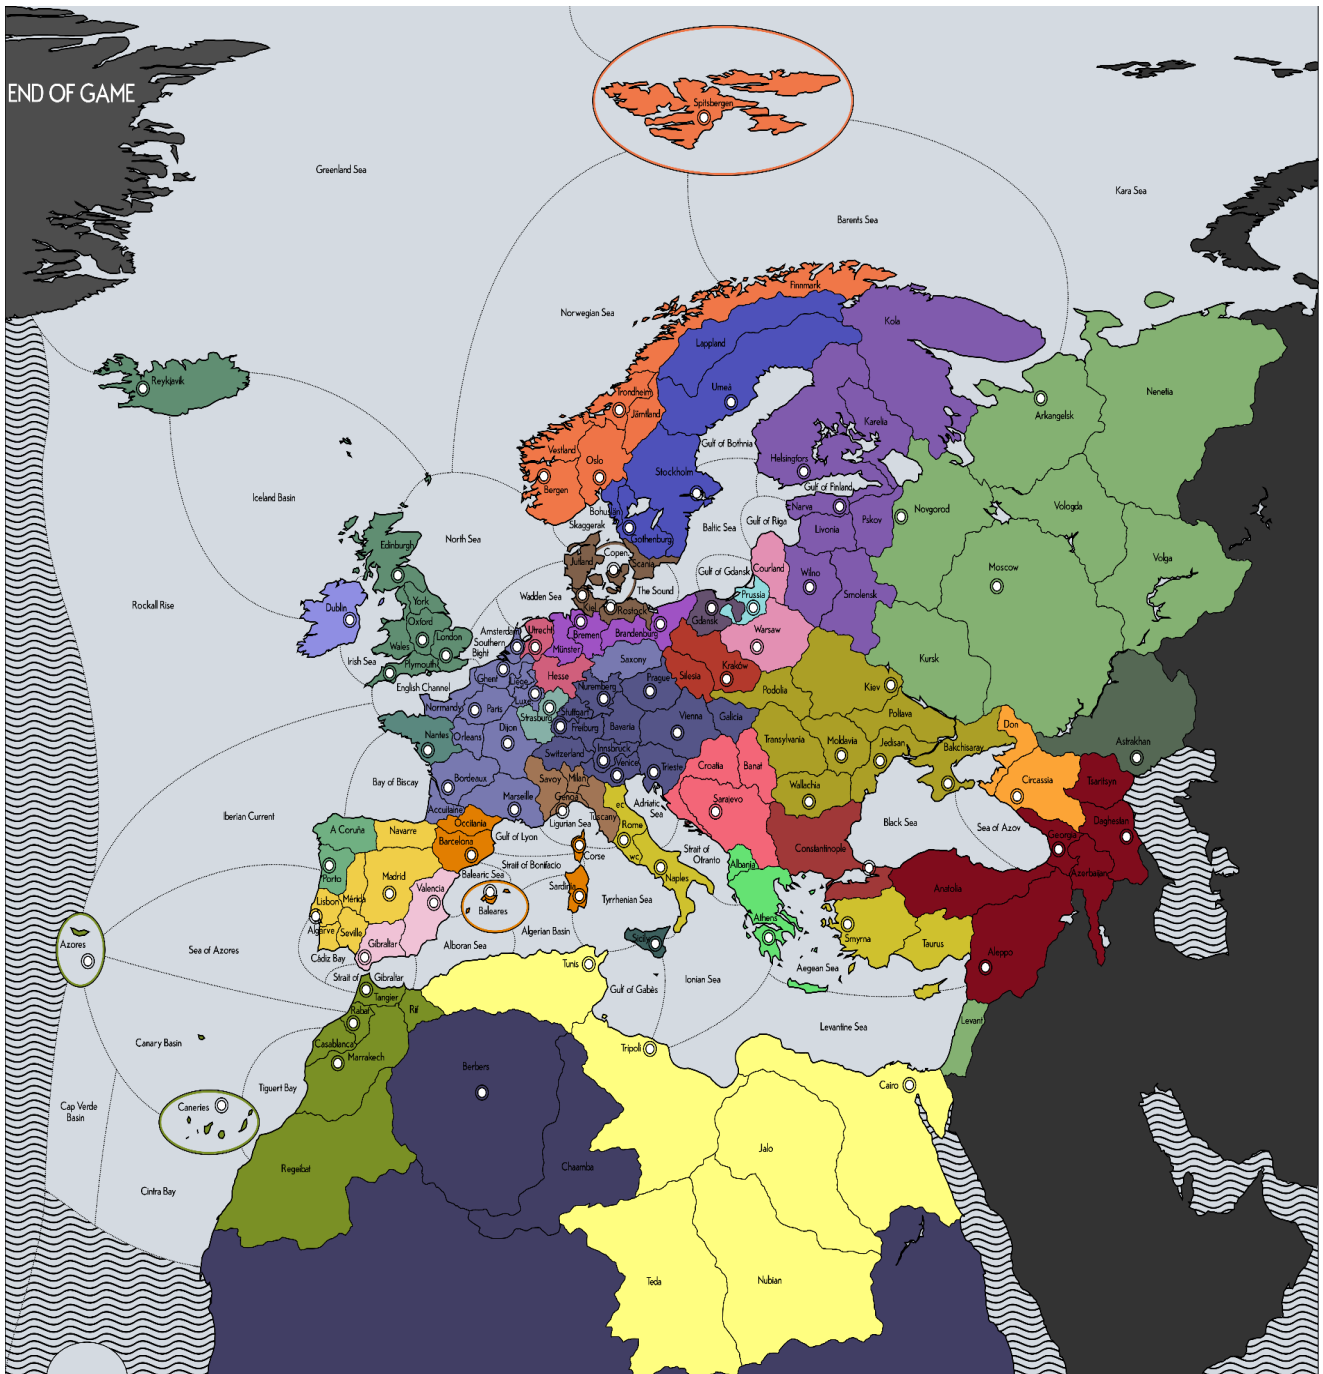 Spitsbergen
END OF GAME
Greenland Sea
Kara Sea
Barents Sea
Finnmark
Norwegian Sea
Kola
Lappland
Reykjavik
Umeå
Trondheim
Jämtland
Nenetia
Arkangelsk
Karelia
Gulf of Bothnia
Vestland
Oslo
Helsingfors
Stockholm
Bergen
Gulf of Finland
Iceland Basin
Narva
Vologda
Bohuslän
Novgorod
Pskov
Skaggerak
Baltic Sea
Gulf of Riga
Livonia
North Sea
Gothenburg
Edinburgh
Copen.
Jutland
Scania
Volga
Moscow
Gulf of Gdansk
Courland
Wilno
The Sound
Wadden Sea
Prussia
Smolensk
York
Rockall Rise
Dublin
Kiel
Rostock
Oxford
Gdansk
Amsterdam
Utrecht
Bremen
Brandenburg
Warsaw
London
Wales
Southern
Bight
Münster
Irish Sea
Plymouth
Saxony
Kursk
Kraków
Ghent
Liège
Hesse
Prague
Silesia
English Channel
Nuremberg
Kiev
Podolia
Luxe
Normandy
Paris
Stuttgart
Poltava
Strasburg
Vienna
Galicia
Don
Nantes
Orleans
Dijon
Freiburg
Bavaria
Transylvania
Moldavia
Jedisan
Bakchisaray
Astrakhan
Switzerland
Innsbruck
Venice
Trieste
Croatia
Banat
Bay of Biscay
Bordeaux
Savoy
Milan
Circassia
Tsaritsyn
Wallachia
Marseille
Genoa
Accuitaine
ec
Adriatic
Sea
Sarajevo
Iberian Current
Tuscany
Ligurian Sea
Occitania
Rome
Black Sea
Sea of Azov
Daghestan
A Coruña
Navarre
Gulf of Lyon
Georgia
Barcelona
Constantinople
Strait of
Otranto
Corse
wc
Strait of Bonifacio
Albania
Azerbaijan
Porto
Madrid
Balearic Sea
Naples
Valencia
Sardinia
Anatolia
Lisbon
Mérida
Tyrrhenian Sea
Baleares
Athens
Algarve
Seville
Algerian Basin
Sicily
Smyrna
Taurus
Azores
Sea of Azores
Gibraltar
Alboran Sea
Aleppo
Cádiz Bay
Tunis
Aegean Sea
Strait of
Gibraltar
Ionian Sea
Gulf of Gabès
Tangier
Rabat
Rif
Levant
Levantine Sea
Canary Basin
Casablanca
Tripoli
Marrakech
Berbers
Cairo
Tiguert Bay
Caneries
Cap Verde
Basin
Jalo
Regeibat
Chaamba
Cintra Bay
Teda
Nubian